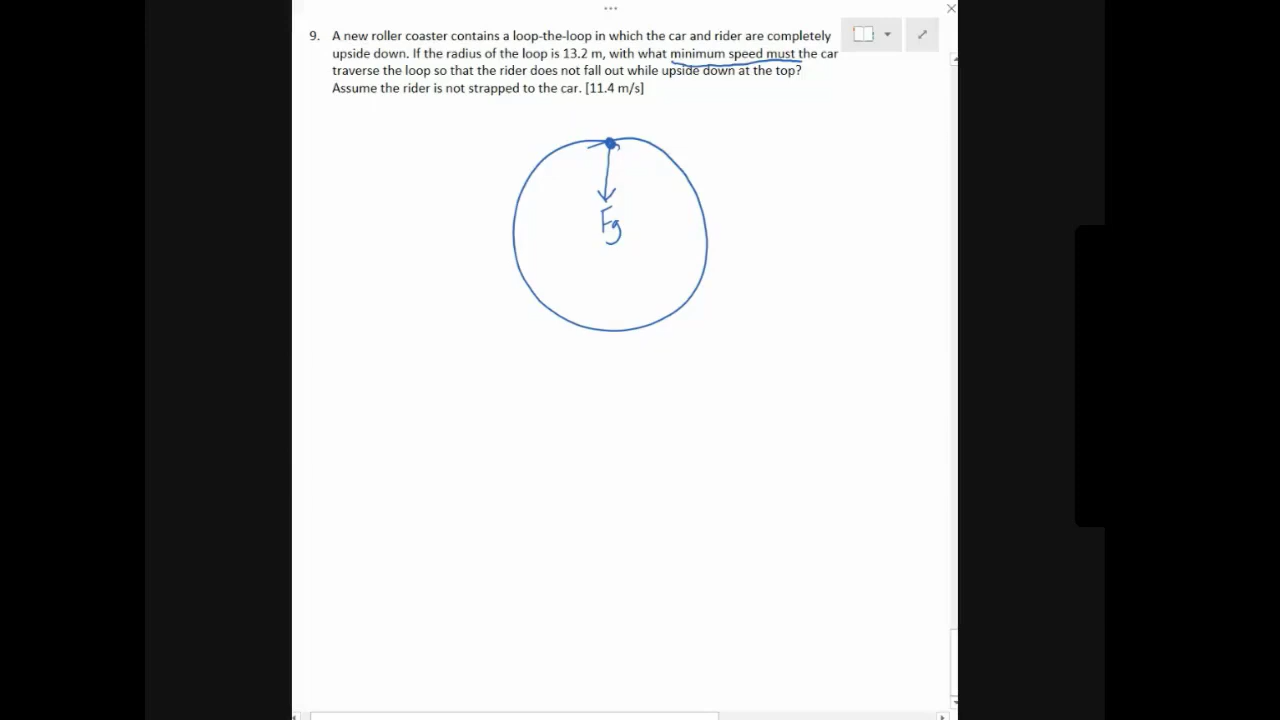 9. A new roller coaster contains a loop-the-loop in which the car and rider are completely
upside down. If the radius of the loop is 13.2 m, with what minimum speed must the car
traverse the loop so that the rider does not fall out while upside down at the top?
Assume the rider is not strapped to the car. [11.4 m/s]
Fg